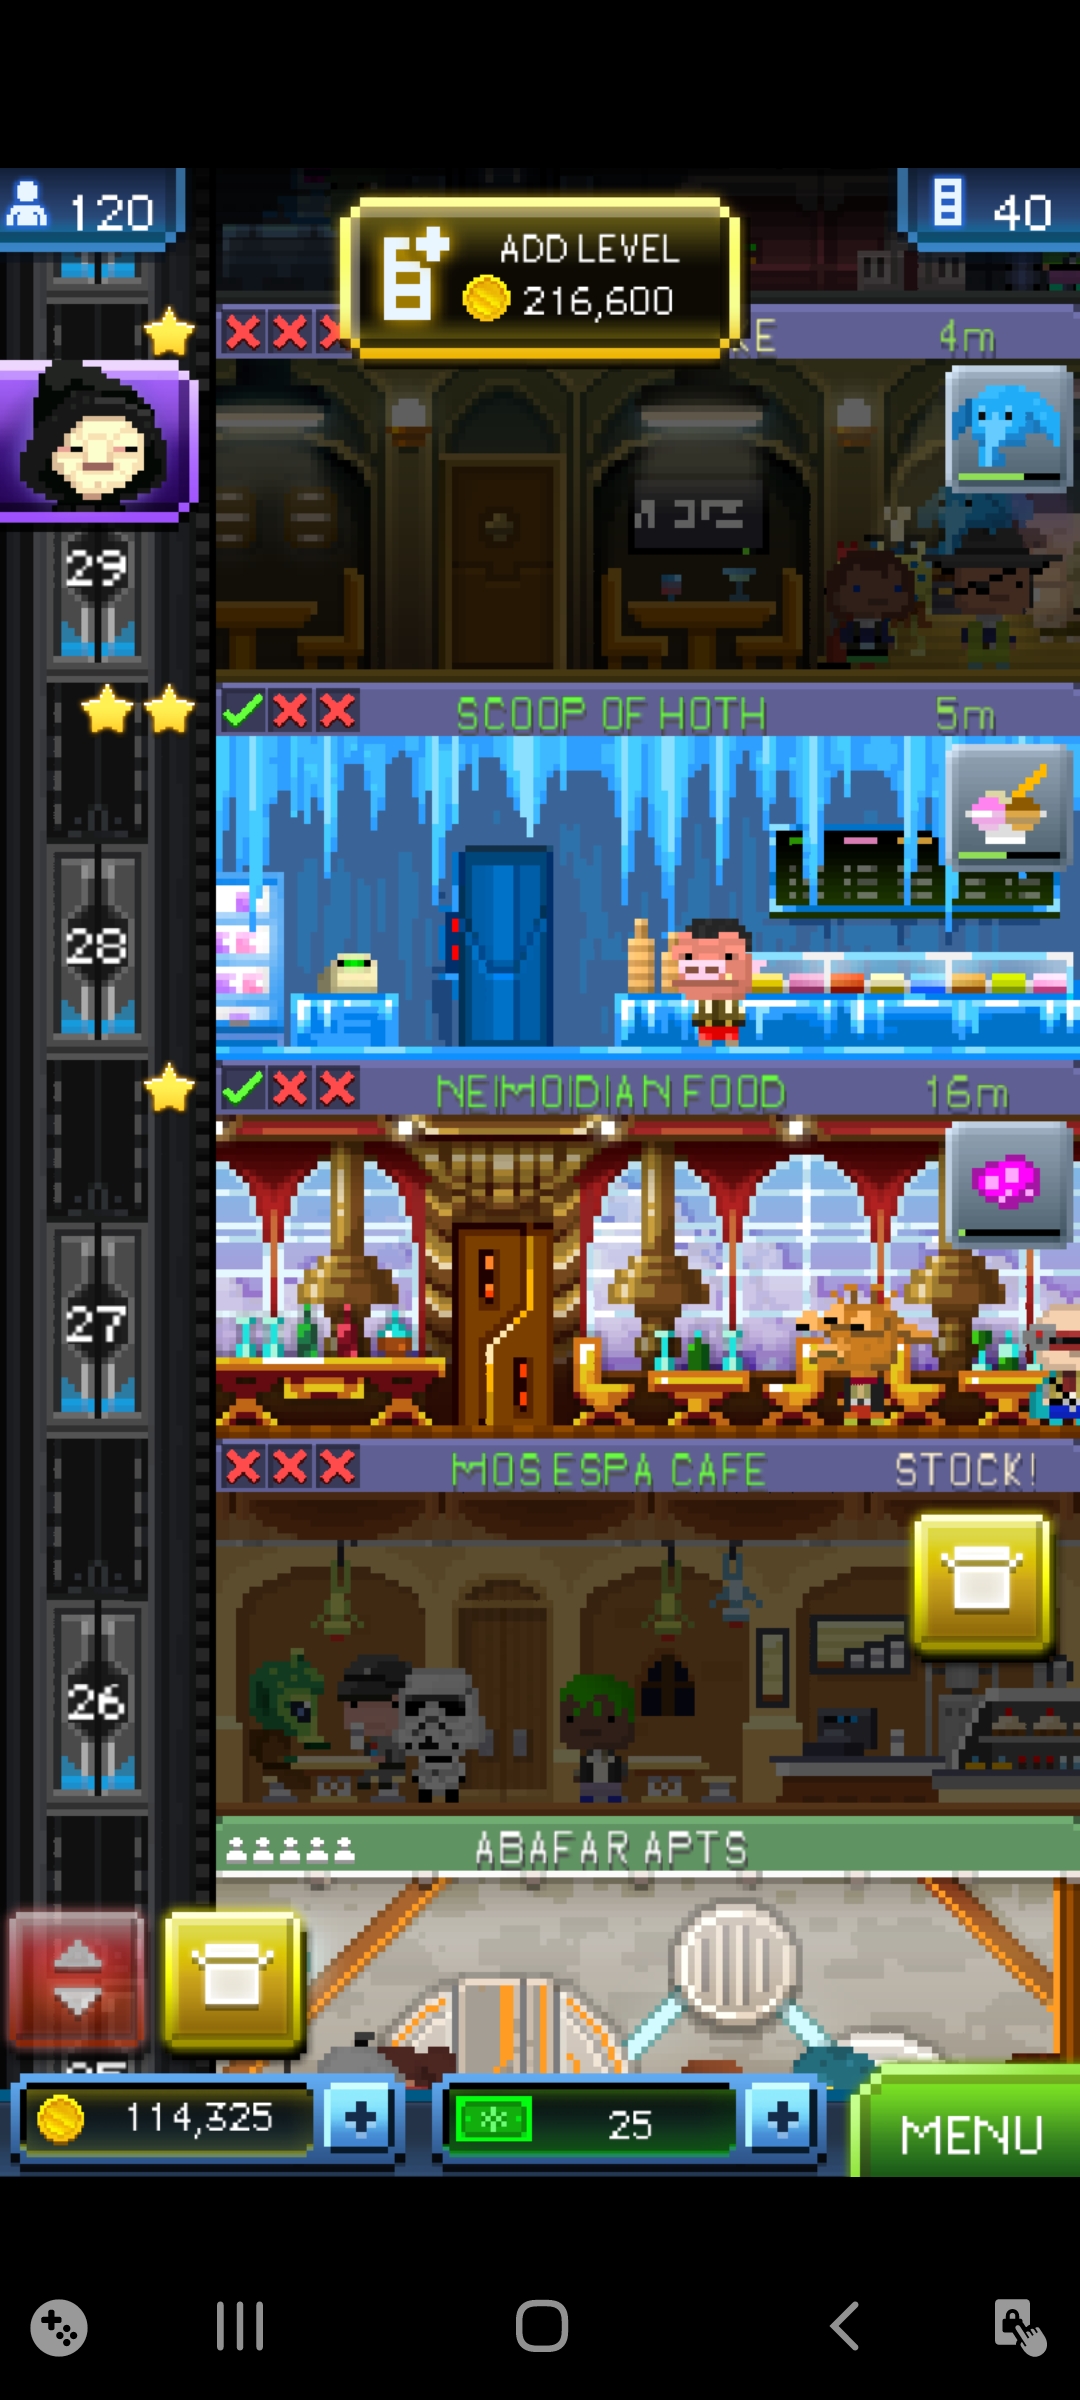 120
ADD LEVEL
216,600
40
KE
4m
29
SCOOP OF HOTH
5m
28
NEIMOIDIAN FOOD
16m
27
MOS ESPA CAFE
STOCK!
26
ABAFAR APTS
114,325
25
MENU